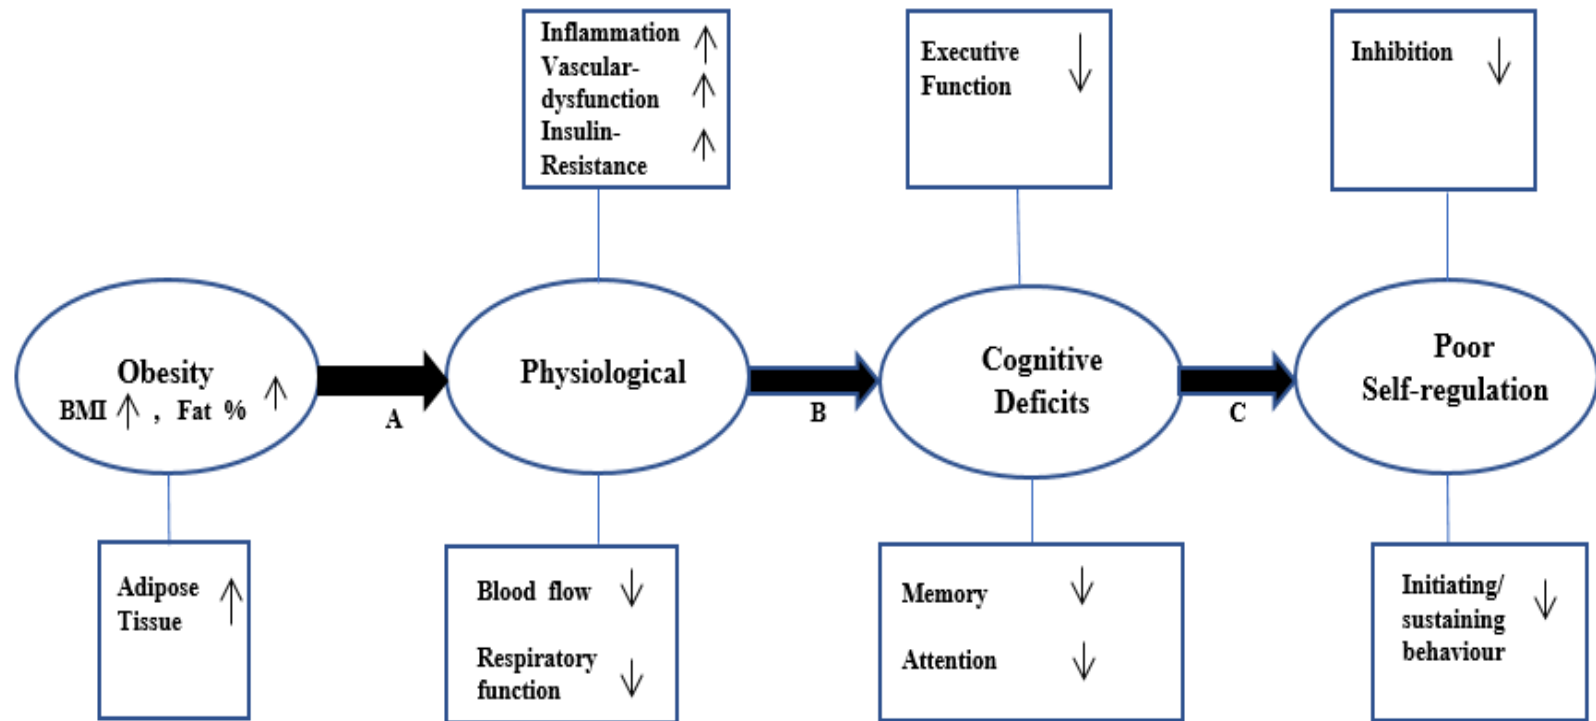 Inflammation ↑
Vascular-
dysfunction ↑
Insulin-
Resistance ↑
Executive
Function ↓
Inhibition ↓
Obesity
BMI ↑ , Fat % ↑
A
Physiological
B
Cognitive
Deficits
C
Poor
Self-regulation
Adipose
Tissue ↑
Blood flow ↓
Respiratory
function ↓
Memory ↓
Attention ↓
Initiating/
sustaining
behaviour ↓